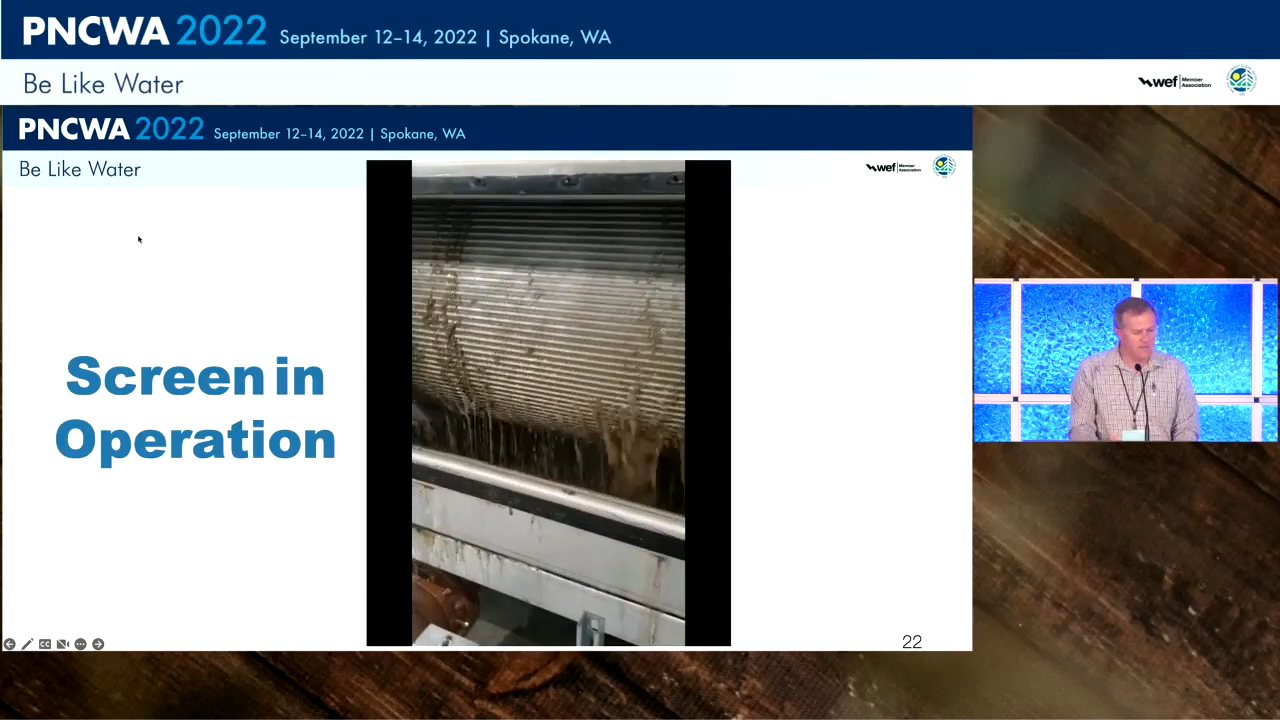 PNCWA 2022 September 12–14, 2022 | Spokane, WA
Be Like Water
wef Member Association
PNCWA 2022 September 12–14, 2022 | Spokane, WA
Be Like Water
wef Member Association
Screen in
Operation
22